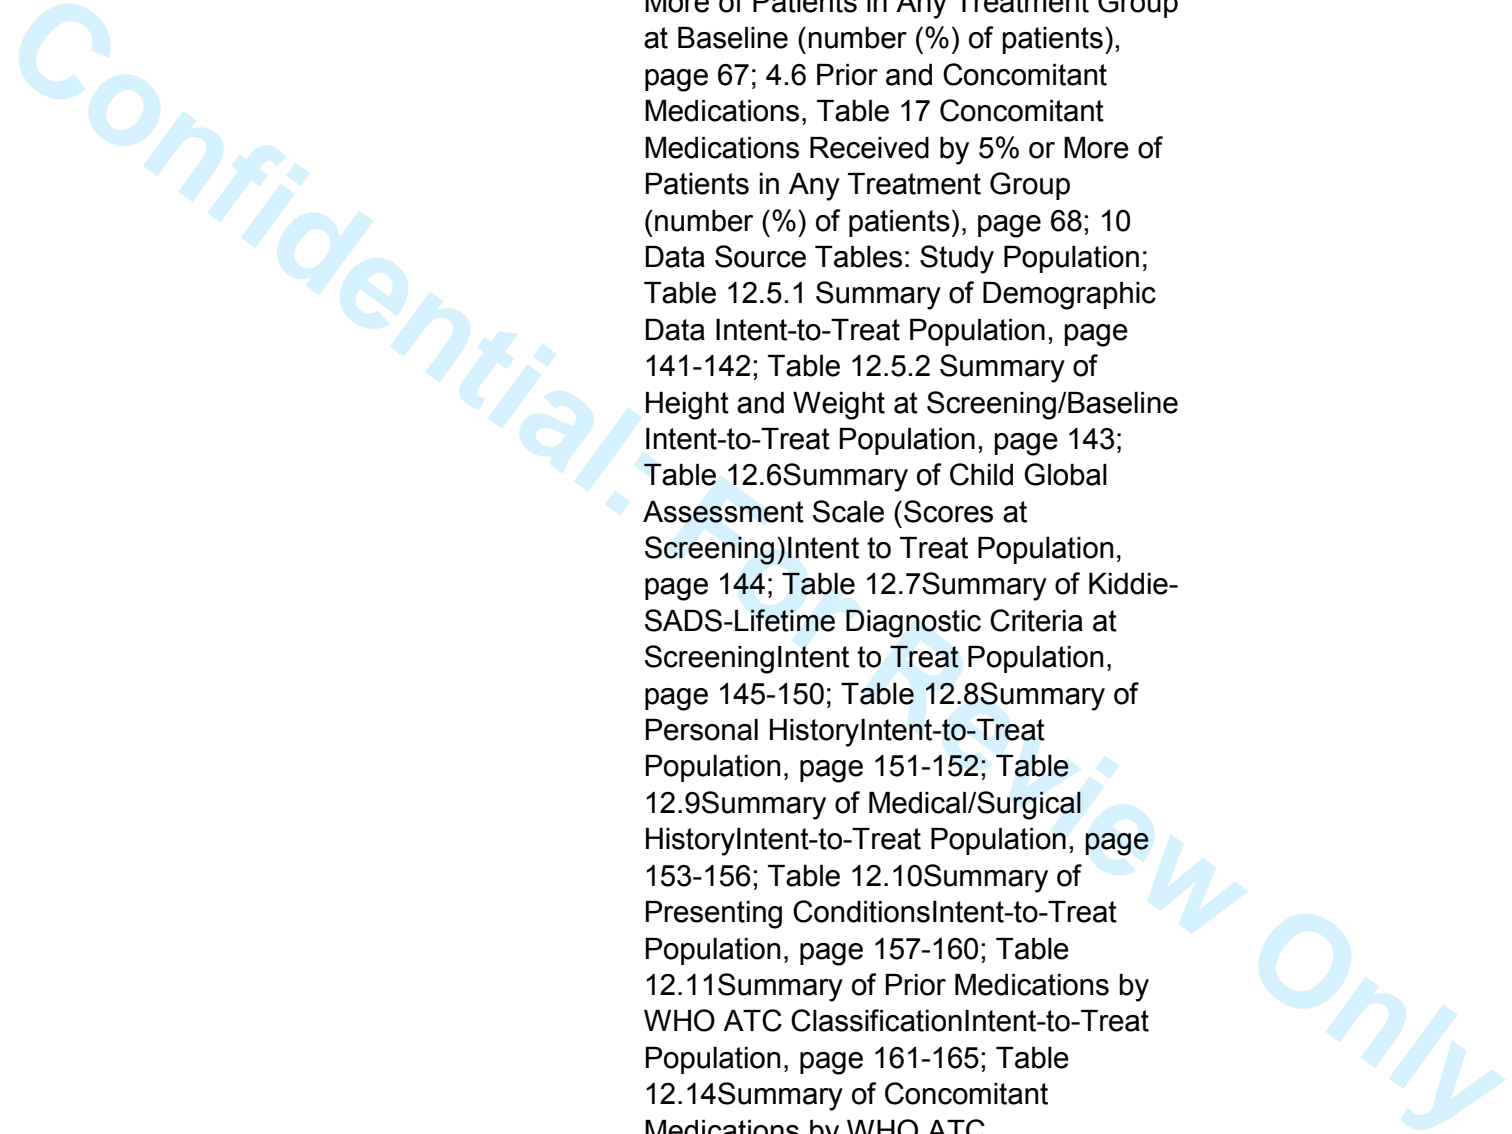 More of Patients in Any Treatment Group
at Baseline (number (%) of patients),
page 67; 4.6 Prior and Concomitant
Medications, Table 17 Concomitant
Medications Received by 5% or More of
Patients in Any Treatment Group
(number (%) of patients), page 68; 10
Data Source Tables: Study Population;
Table 12.5.1 Summary of Demographic
Data Intent-to-Treat Population, page
141-142; Table 12.5.2 Summary of
Height and Weight at Screening/Baseline
Intent-to-Treat Population, page 143;
Table 12.6Summary of Child Global
Assessment Scale (Scores at
Screening)Intent to Treat Population,
page 144; Table 12.7Summary of Kiddie-
SADS-Lifetime Diagnostic Criteria at
ScreeningIntent to Treat Population,
page 145-150; Table 12.8Summary of
Personal HistoryIntent-to-Treat
Population, page 151-152; Table
12.9Summary of Medical/Surgical
HistoryIntent-to-Treat Population, page
153-156; Table 12.10Summary of
Presenting ConditionsIntent-to-Treat
Population, page 157-160; Table
12.11Summary of Prior Medications by
WHO ATC ClassificationIntent-to-Treat
Population, page 161-165; Table
12.14Summary of Concomitant
Medications by WHO ATC
Confidential: For Review Only